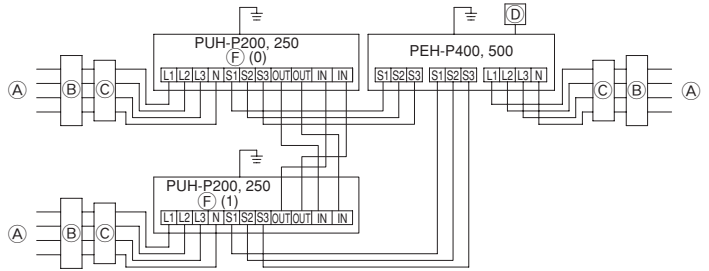 D
PUH-P200, 250
F (0)
L1 L2 L3 N S1 S2 S3 OUT OUT IN IN
PEH-P400, 500
S1 S2 S3 S1 S2 S3 L1 L2 L3 N
A B C
C B A
PUH-P200, 250
F (1)
L1 L2 L3 N S1 S2 S3 OUT OUT IN IN
A B C